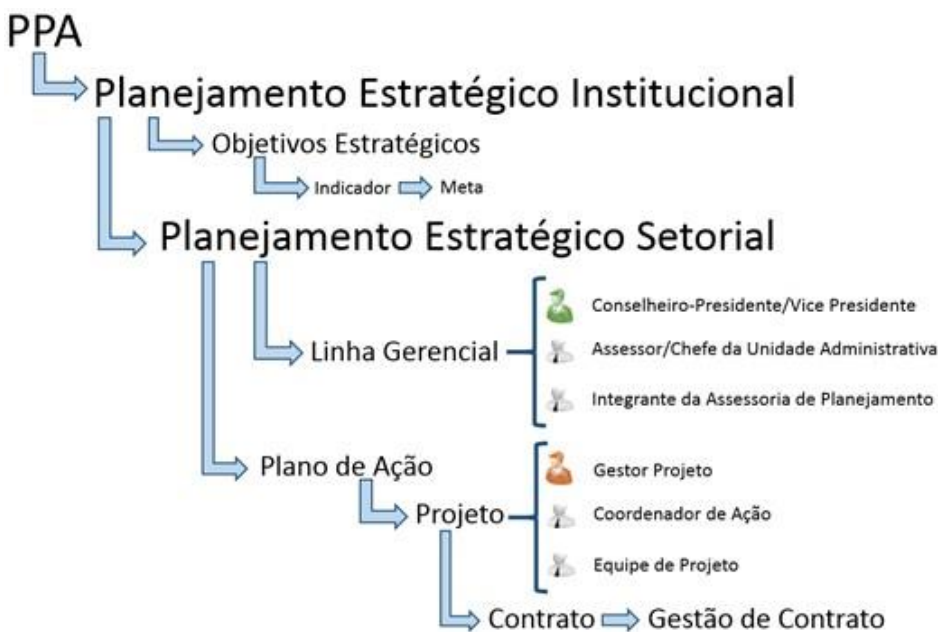 PPA
Planejamento Estratégico Institucional
Objetivos Estratégicos
Indicador
Meta
Planejamento Estratégico Setorial
Linha Gerencial
Conselheiro-Presidente/Vice Presidente
Assessor/Chefe da Unidade Administrativa
Integrante da Assessoria de Planejamento
Plano de Ação
Projeto
Gestor Projeto
Coordenador de Ação
Equipe de Projeto
Contrato
Gestão de Contrato